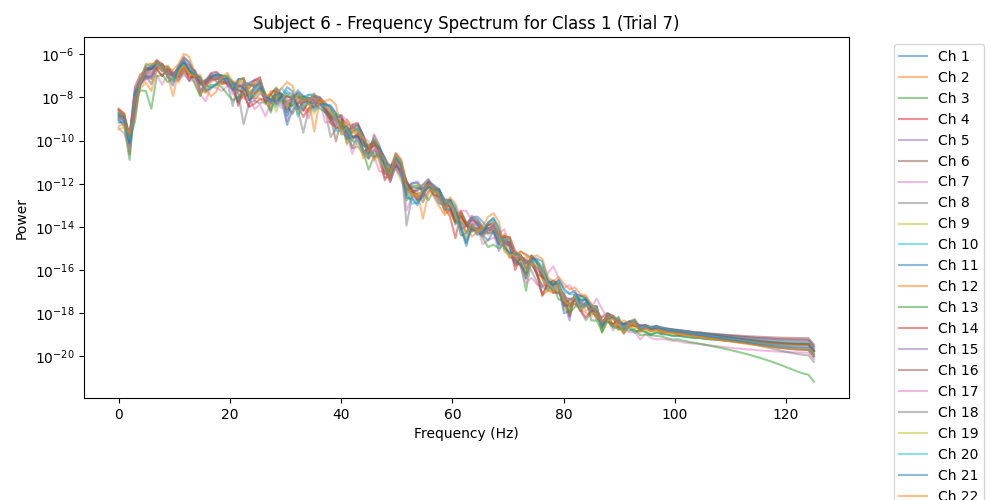 Subject 6 - Frequency Spectrum for Class 1 (Trial 7)
Power
10⁻⁶
10⁻⁸
10⁻¹⁰
10⁻¹²
10⁻¹⁴
10⁻¹⁶
10⁻¹⁸
10⁻²⁰
0 20 40 60 80 100 120
Frequency (Hz)
Ch 1
Ch 2
Ch 3
Ch 4
Ch 5
Ch 6
Ch 7
Ch 8
Ch 9
Ch 10
Ch 11
Ch 12
Ch 13
Ch 14
Ch 15
Ch 16
Ch 17
Ch 18
Ch 19
Ch 20
Ch 21
Ch 22